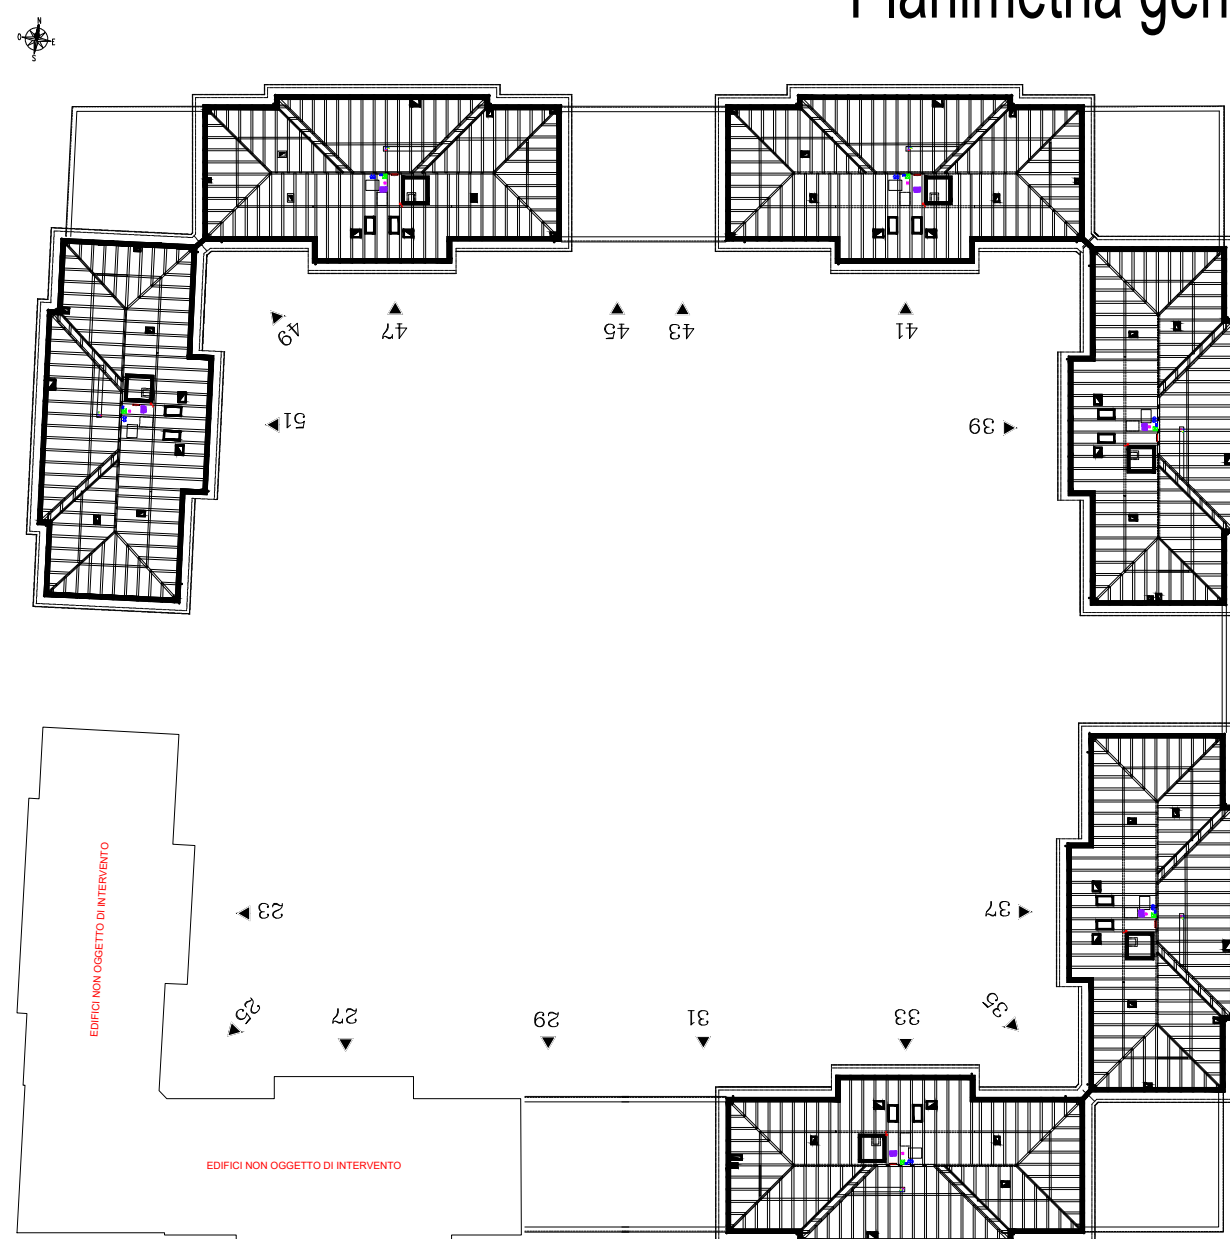 Planimetria gen
N
O E
S
49
47
45
43
41
51
39
EDIFICI NON OGGETTO DI INTERVENTO
23
37
25
27
29
31
33
35
EDIFICI NON OGGETTO DI INTERVENTO